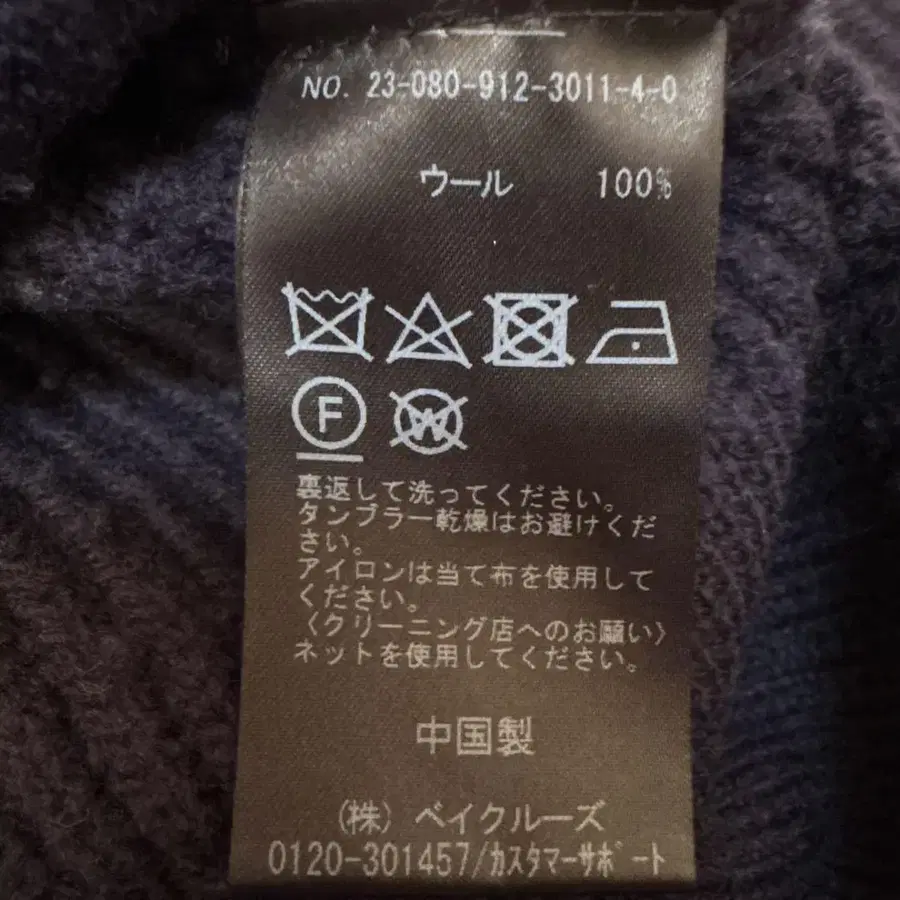 NO. 23-080-912-3011-4-0
ウール 100%
F
W
裏返して洗ってください。
タンブラー乾燥はお避けくだ
さい。
アイロンは当て布を使用して
ください。
〈クリーニング店へのお願い〉
ネットを使用してください。
中国製
(株) ベイクルーズ
0120-301457/カスタマーサポート